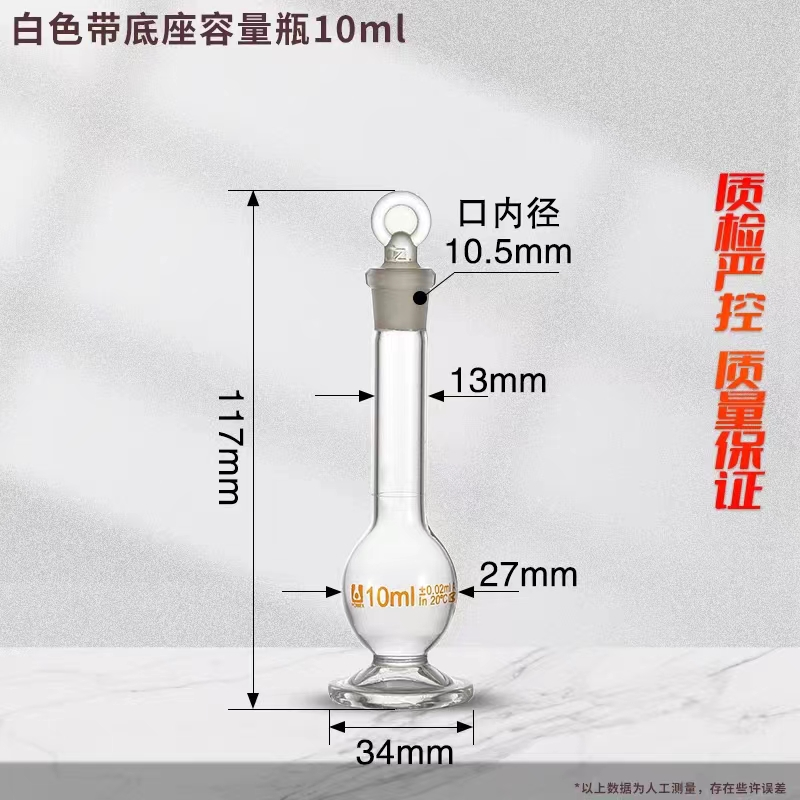 白色带底座容量瓶10ml
口内径
10.5mm
13mm
117mm
27mm
10ml
±0.02ml
In 20℃
34mm
质检严控 质量保证
*以上数据为人工测量，存在些许误差